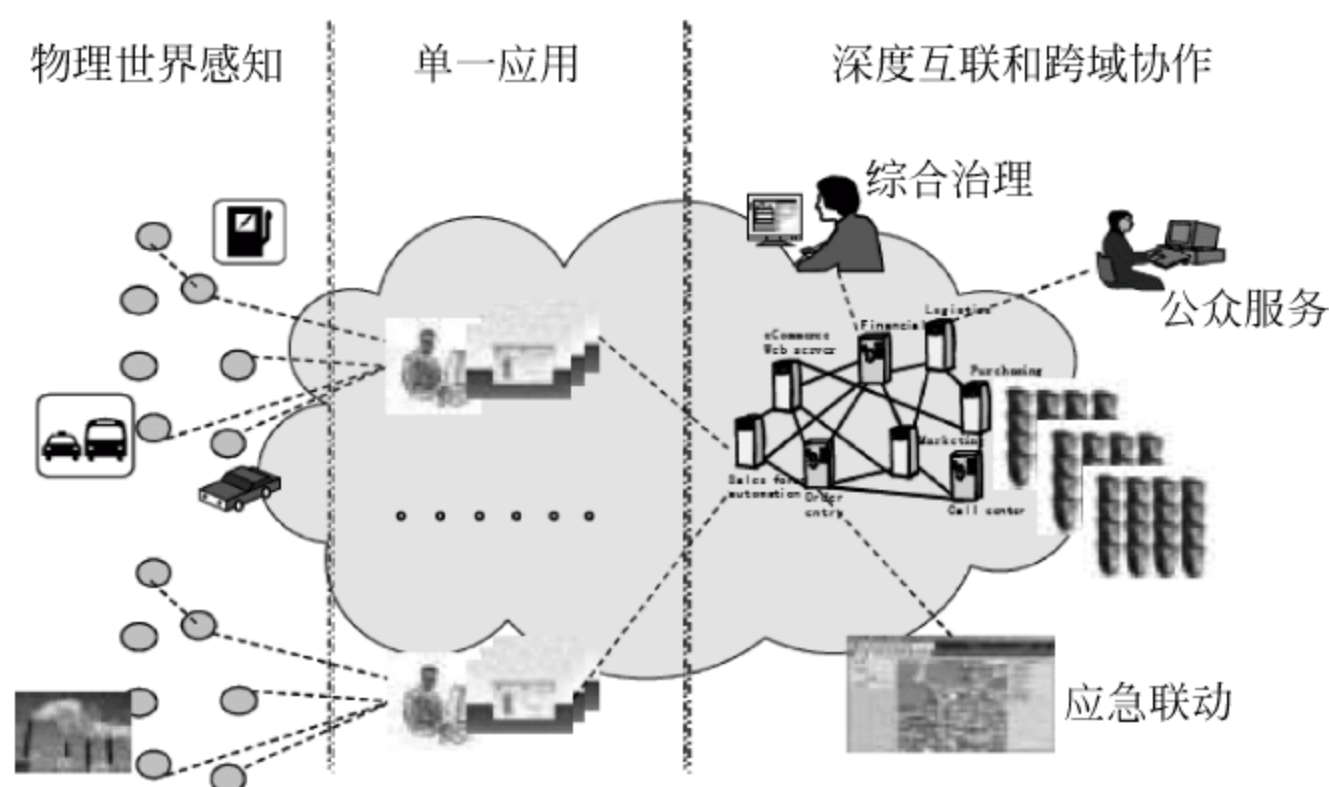 物理世界感知
单一应用
深度互联和跨域协作
综合治理
公众服务
Logistics
Financial
eCommerce
Web server
Purchasing
Marketing
Sales force
automation
Order
entry
Call center
应急联动